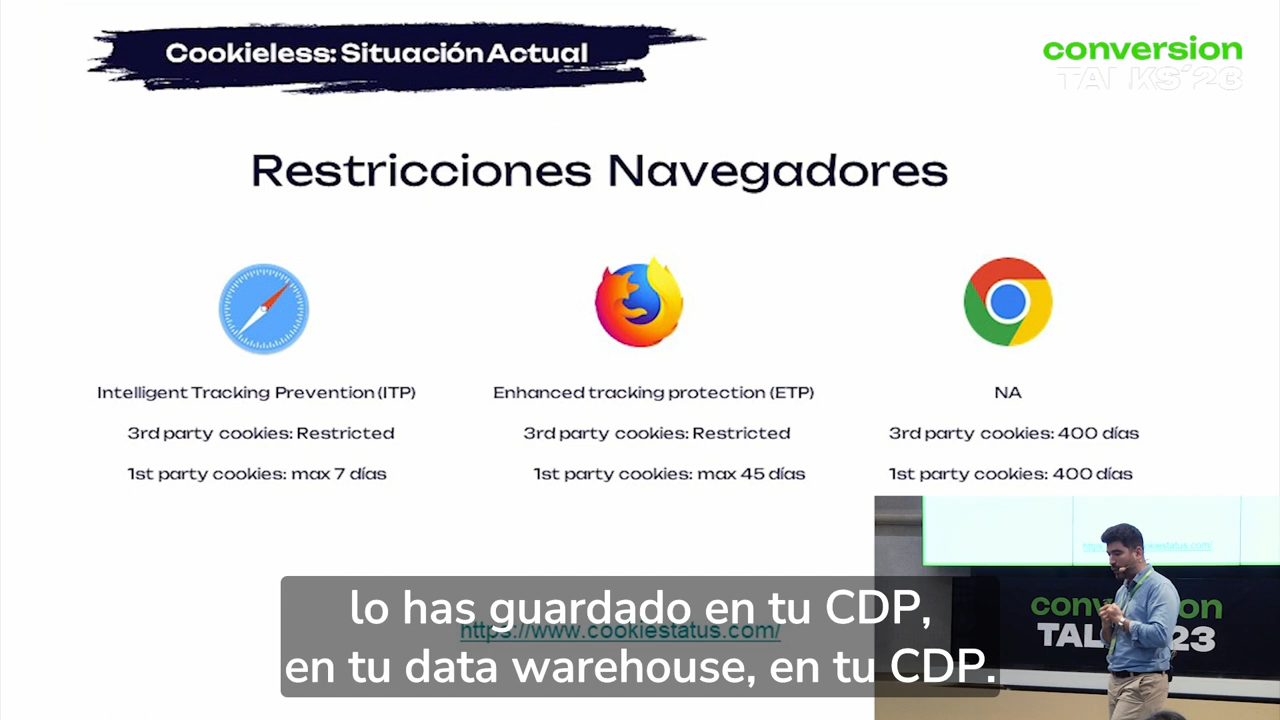 Cookieless: Situación Actual
conversion
TALKS'23
Restricciones Navegadores
Intelligent Tracking Prevention (ITP)
3rd party cookies: Restricted
1st party cookies: max 7 días
Enhanced tracking protection (ETP)
3rd party cookies: Restricted
1st party cookies: max 45 días
NA
3rd party cookies: 400 días
1st party cookies: 400 días
https://www.cookiestatus.com/
lo has guardado en tu CDP,
en tu data warehouse, en tu CDP.